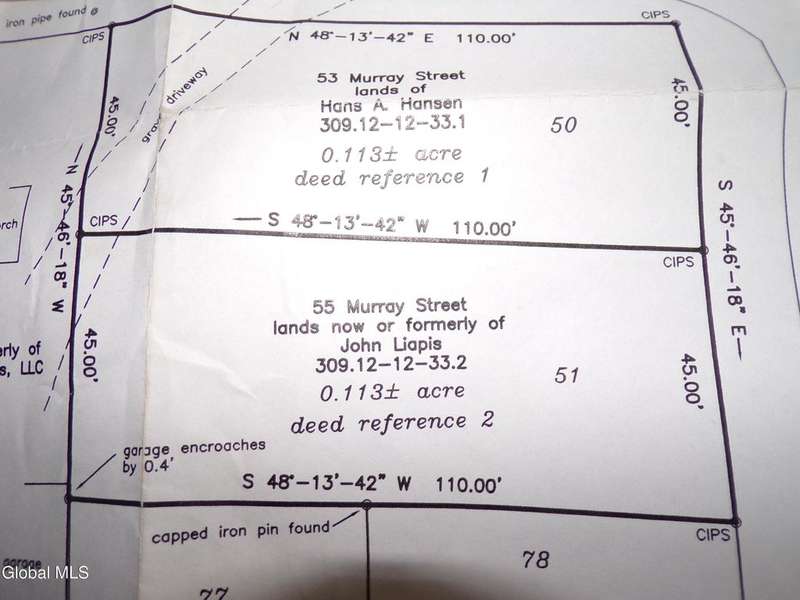 iron pipe found @
CIPS
CIPS
N 48°-13'-42" E 110.00'
53 Murray Street
lands of
Hans A. Hansen
309.12-12-33.1
0.113± acre
deed reference 1
50
45.00'
45.00'
driveway
N 45°-46'-18" W
S 45°-46'-18" E
CIPS
S 48°-13'-42" W 110.00'
CIPS
55 Murray Street
lands now or formerly of
John Liapis
309.12-12-33.2
0.113± acre
deed reference 2
51
45.00'
45.00'
erly of
s, LLC
garage encroaches
by 0.4'
S 48°-13'-42" W 110.00'
capped iron pin found
CIPS
garage
77
78
Global MLS